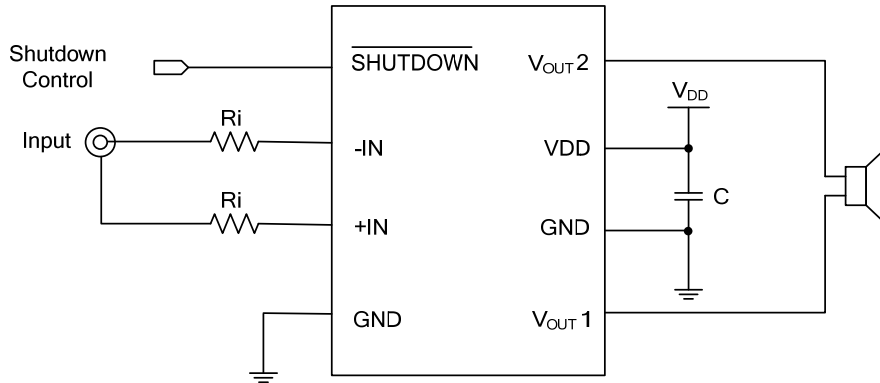 Shutdown
Control
SHUTDOWN
VOUT2
VDD
Input
Ri
-IN
VDD
C
Ri
+IN
GND
GND
VOUT1